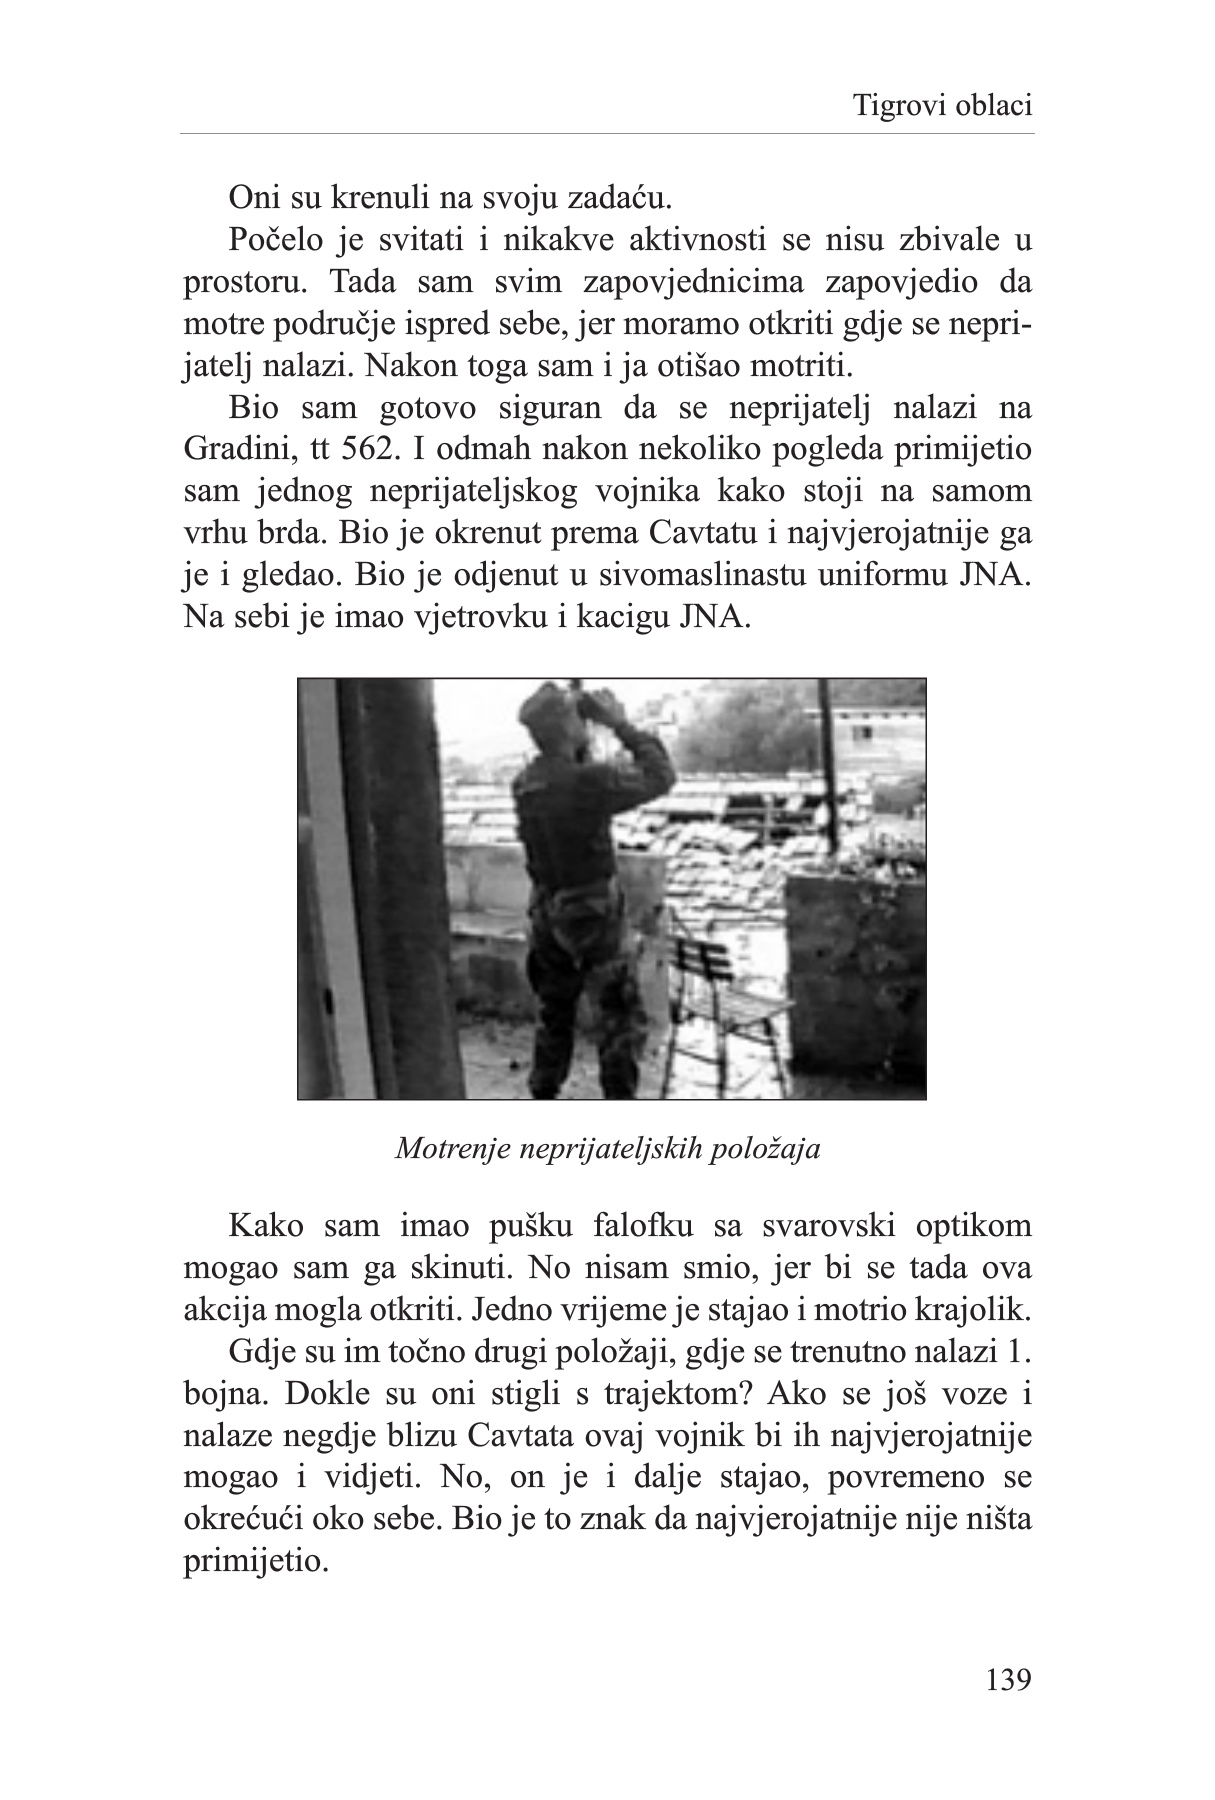 Tigrovi oblaci
Oni su krenuli na svoju zadaću.
Počelo je svitati i nikakve aktivnosti se nisu zbivale u
prostoru. Tada sam svim zapovjednicima zapovjedio da
motre područje ispred sebe, jer moramo otkriti gdje se nepri-
jatelj nalazi. Nakon toga sam i ja otišao motriti.
Bio sam gotovo siguran da se neprijatelj nalazi na
Gradini, tt 562. I odmah nakon nekoliko pogleda primijetio
sam jednog neprijateljskog vojnika kako stoji na samom
vrhu brda. Bio je okrenut prema Cavtatu i najvjerojatnije ga
je i gledao. Bio je odjenut u sivomaslinastu uniformu JNA.
Na sebi je imao vjetrovku i kacigu JNA.
Motrenje neprijateljskih položaja
Kako sam imao pušku falofku sa svarovski optikom
mogao sam ga skinuti. No nisam smio, jer bi se tada ova
akcija mogla otkriti. Jedno vrijeme je stajao i motrio krajolik.
Gdje su im točno drugi položaji, gdje se trenutno nalazi 1.
bojna. Dokle su oni stigli s trajektom? Ako se još voze i
nalaze negdje blizu Cavtata ovaj vojnik bi ih najvjerojatnije
mogao i vidjeti. No, on je i dalje stajao, povremeno se
okrećući oko sebe. Bio je to znak da najvjerojatnije nije ništa
primijetio.
139